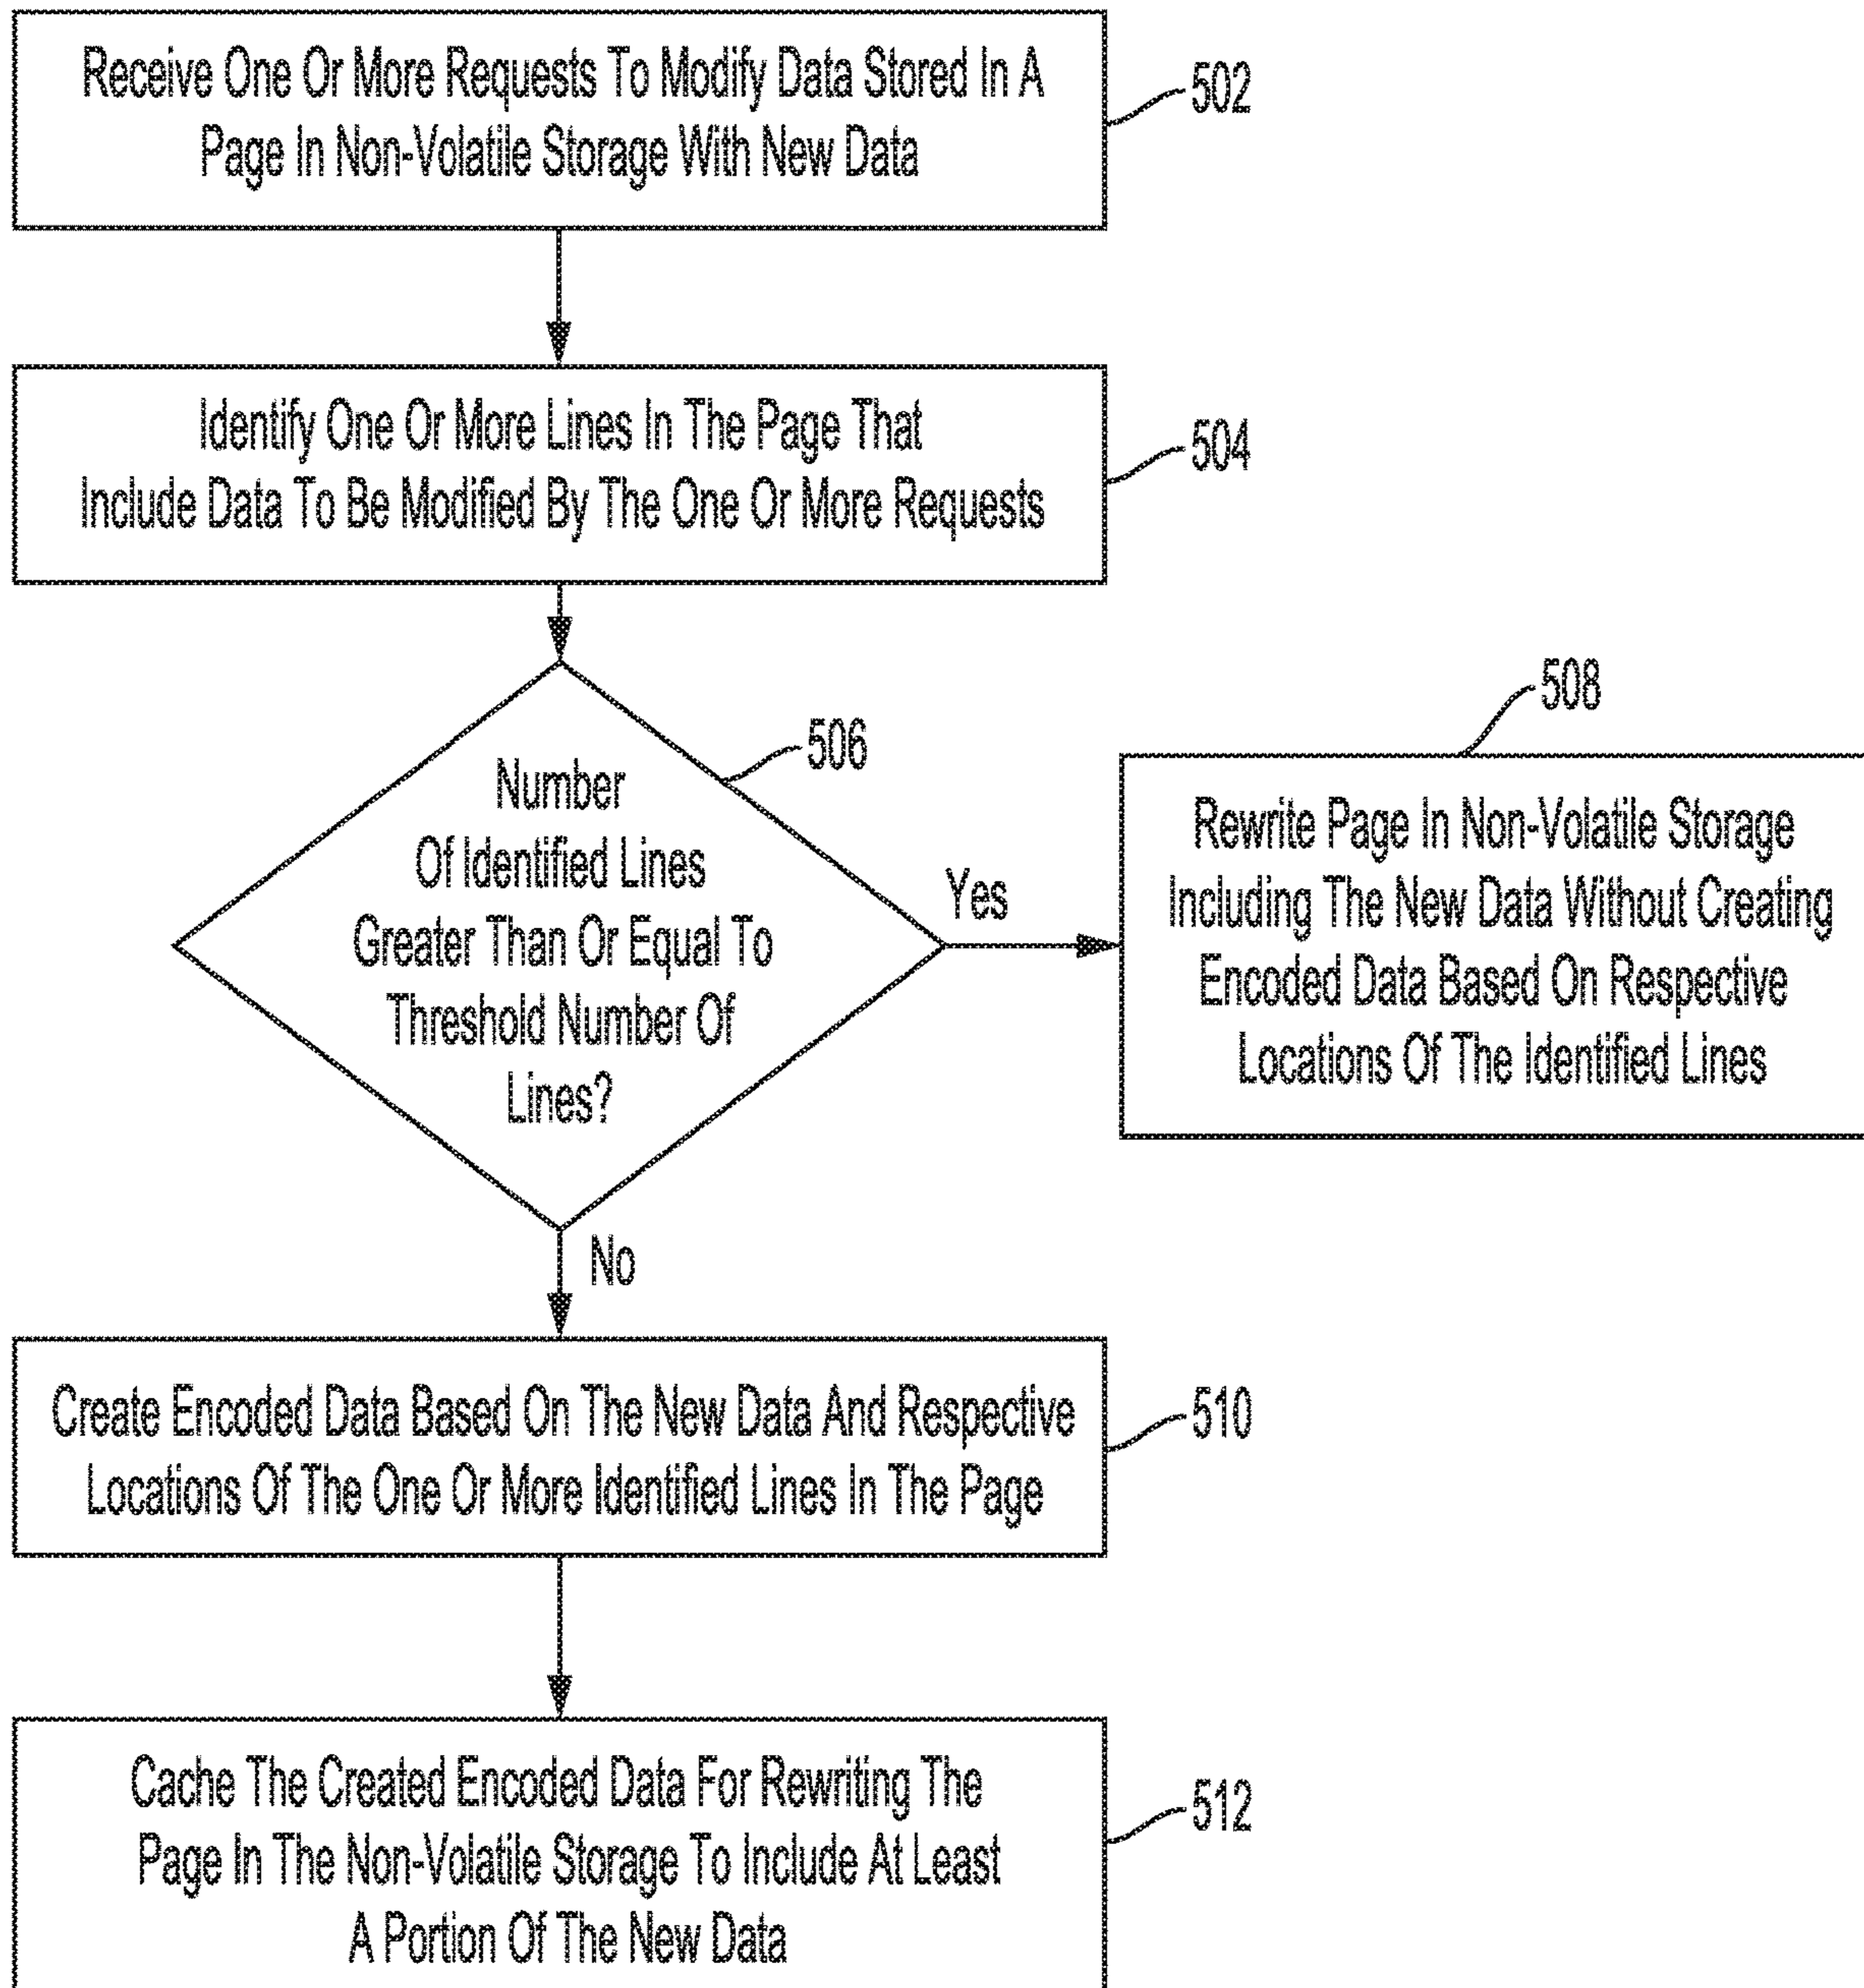 Receive One Or More Requests To Modify Data Stored In A
Page In Non-Volatile Storage With New Data
502
Identify One Or More Lines In The Page That
Include Data To Be Modified By The One Or More Requests
504
Number
Of Identified Lines
Greater Than Or Equal To
Threshold Number Of
Lines?
506
Yes
508
Rewrite Page In Non-Volatile Storage
Including The New Data Without Creating
Encoded Data Based On Respective
Locations Of The Identified Lines
No
Create Encoded Data Based On The New Data And Respective
Locations Of The One Or More Identified Lines In The Page
510
Cache The Created Encoded Data For Rewriting The
Page In The Non-Volatile Storage To Include At Least
A Portion Of The New Data
512